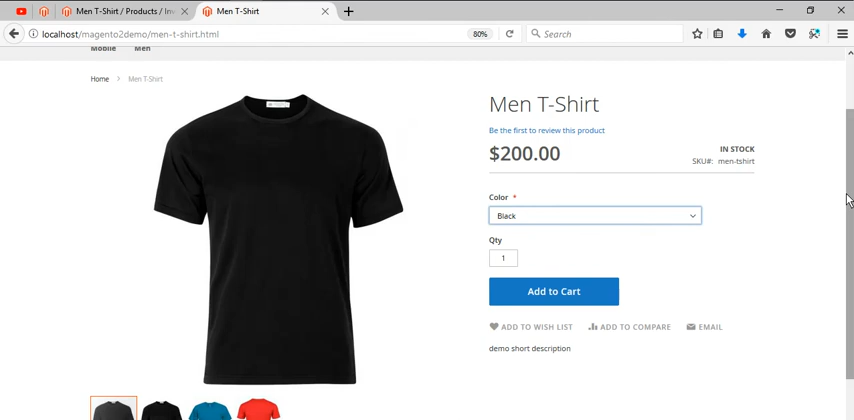 Men T-Shirt / Products / Inv
Men T-Shirt
localhost/magento2demo/men-t-shirt.html
80%
Search
Mobile Men
Home > Men T-Shirt
Men T-Shirt
Be the first to review this product
$200.00
IN STOCK
SKU#: men-tshirt
Color *
Black
Qty
1
Add to Cart
ADD TO WISH LIST ADD TO COMPARE EMAIL
demo short description